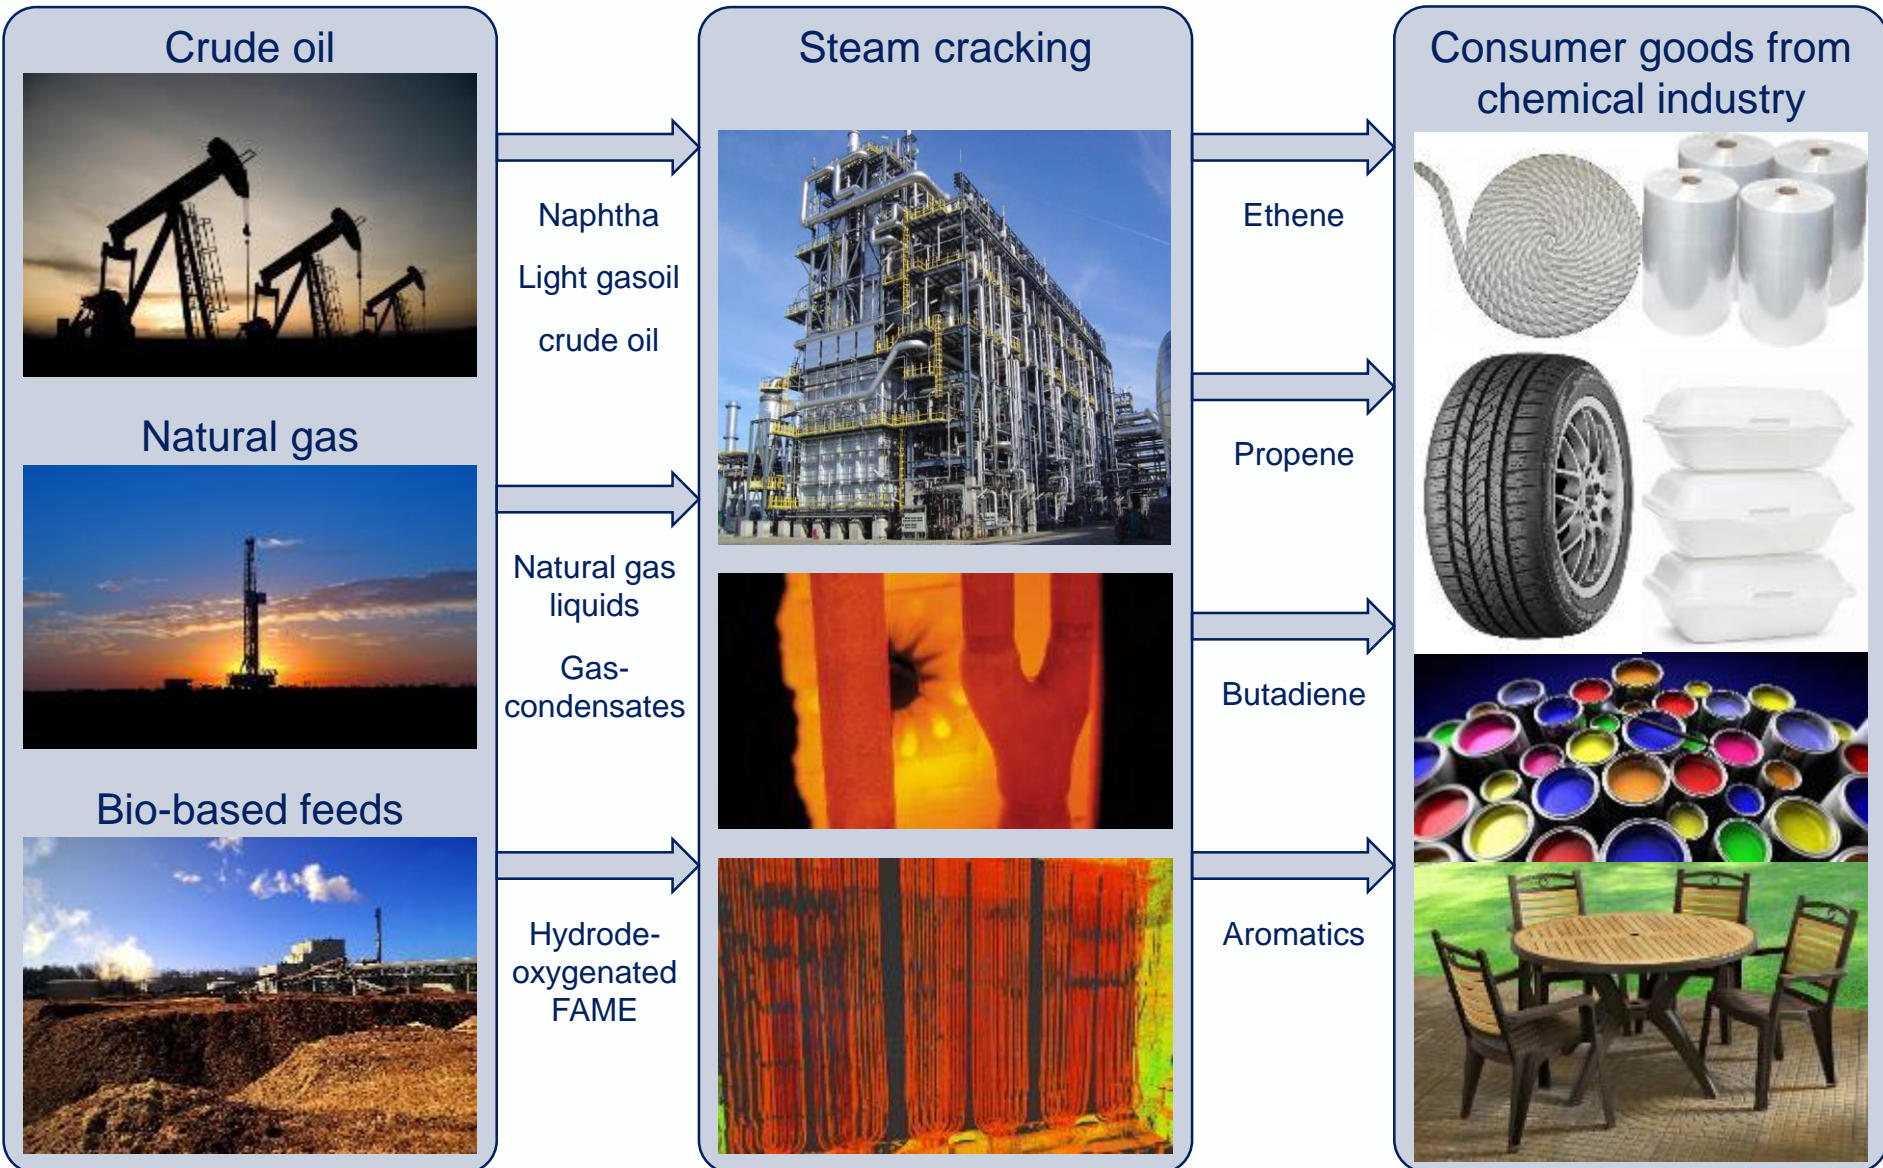 Crude oil
Natural gas
Bio-based feeds
Naphtha
Light gasoil
crude oil
Natural gas
liquids
Gas-
condensates
Hydrode-
oxygenated
FAME
Steam cracking
Ethene
Propene
Butadiene
Aromatics
Consumer goods from
chemical industry